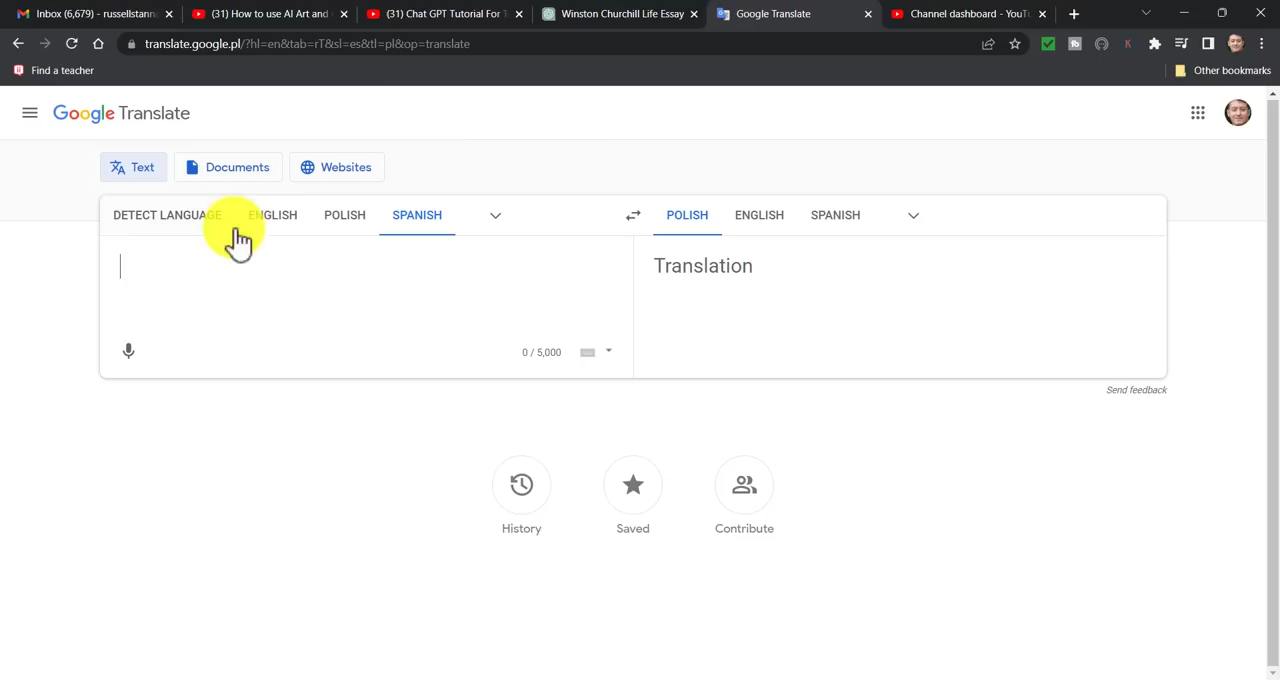 Inbox (6,679) - russellstann
(31) How to use AI Art and
(31) Chat GPT Tutorial For T
Winston Churchill Life Essay
Google Translate
Channel dashboard - YouTu
translate.google.pl/?hl=en&tab=rT&sl=es&tl=pl&op=translate
Find a teacher
Other bookmarks
Google Translate
Text
Documents
Websites
DETECT LANGUAGE
ENGLISH
POLISH
SPANISH
POLISH
ENGLISH
SPANISH
Translation
0 / 5,000
Send feedback
History
Saved
Contribute